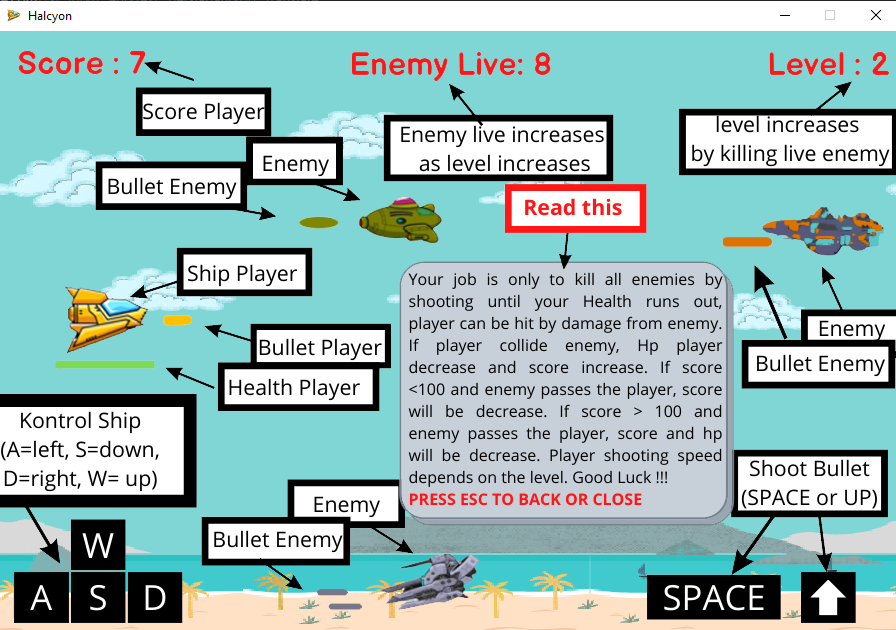 Halcyon
Score : 7
Enemy Live: 8
Level : 2
Score Player
Enemy live increases
as level increases
level increases
by killing live enemy
Enemy
Bullet Enemy
Read this
Ship Player
Your job is only to kill all enemies by
shooting until your Health runs out,
player can be hit by damage from enemy.
If player collide enemy, Hp player
decrease and score increase. If score
<100 and enemy passes the player, score
will be decrease. If score > 100 and
enemy passes the player, score and hp
will be decrease. Player shooting speed
depends on the level. Good Luck !!!
PRESS ESC TO BACK OR CLOSE
Bullet Player
Health Player
Enemy
Bullet Enemy
Kontrol Ship
(A=left, S=down,
D=right, W= up)
Shoot Bullet
(SPACE or UP)
Enemy
Bullet Enemy
W
A
S
D
SPACE